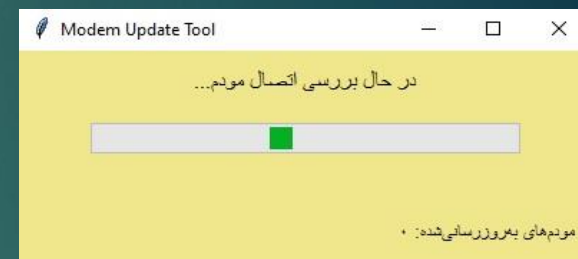 Modem Update Tool
در حال بررسی اتصال مودم...
مودم‌های به‌روزرسانی‌شده: ۰